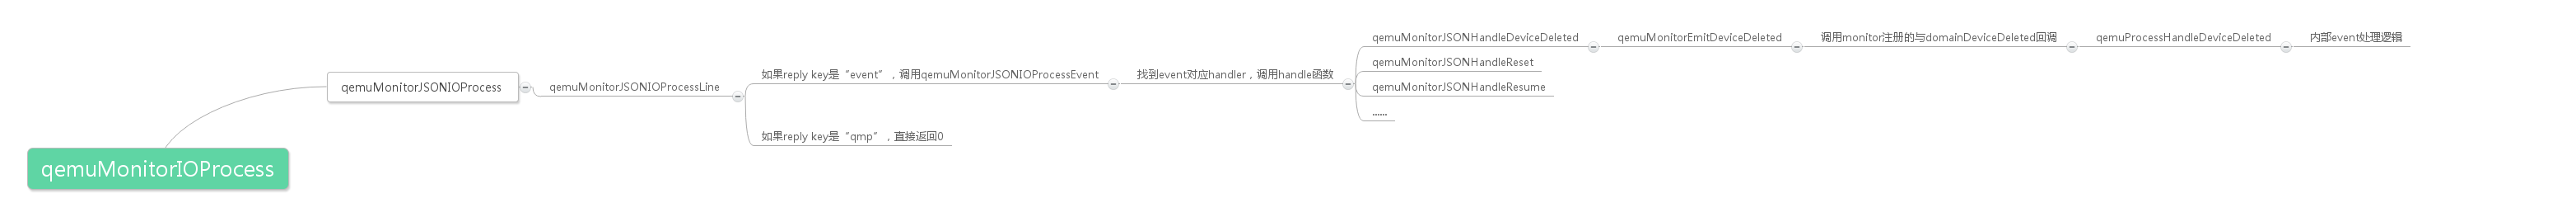 qemuMonitorIOProcess
qemuMonitorJSONIOProcess
qemuMonitorJSONIOProcessLine
如果reply key是“event”，调用qemuMonitorJSONIOProcessEvent
找到event对应handler，调用handle函数
qemuMonitorJSONHandleDeviceDeleted
qemuMonitorEmitDeviceDeleted
调用monitor注册的与domainDeviceDeleted回调
qemuProcessHandleDeviceDeleted
内部event处理逻辑
qemuMonitorJSONHandleReset
qemuMonitorJSONHandleResume
......
如果reply key是“qmp”，直接返回0